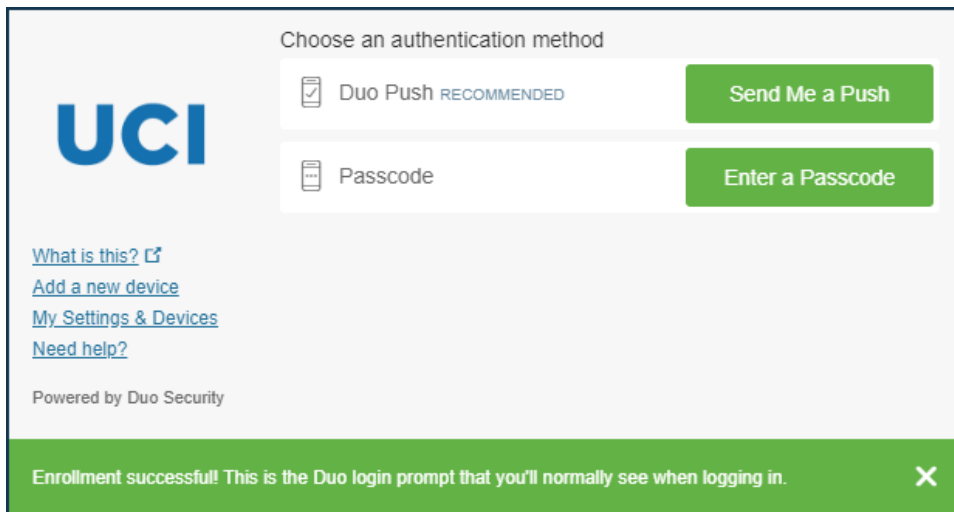 Choose an authentication method
Duo Push RECOMMENDED
Send Me a Push
UCI
Passcode
Enter a Passcode
What is this?
Add a new device
My Settings & Devices
Need help?
Powered by Duo Security
Enrollment successful! This is the Duo login prompt that you'll normally see when logging in.